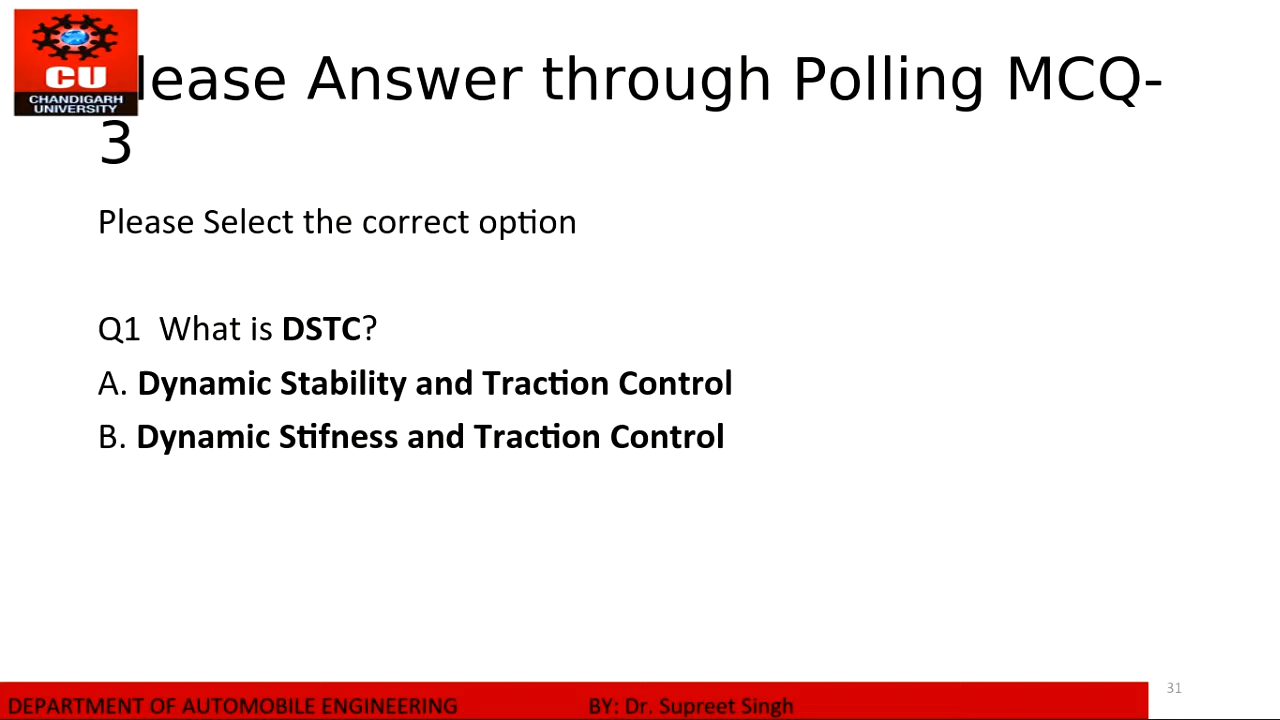 CU
CHANDIGARH
UNIVERSITY
lease Answer through Polling MCQ-
3
Please Select the correct option
Q1 What is DSTC?
A. Dynamic Stability and Traction Control
B. Dynamic Stifness and Traction Control
31
DEPARTMENT OF AUTOMOBILE ENGINEERING BY: Dr. Supreet Singh